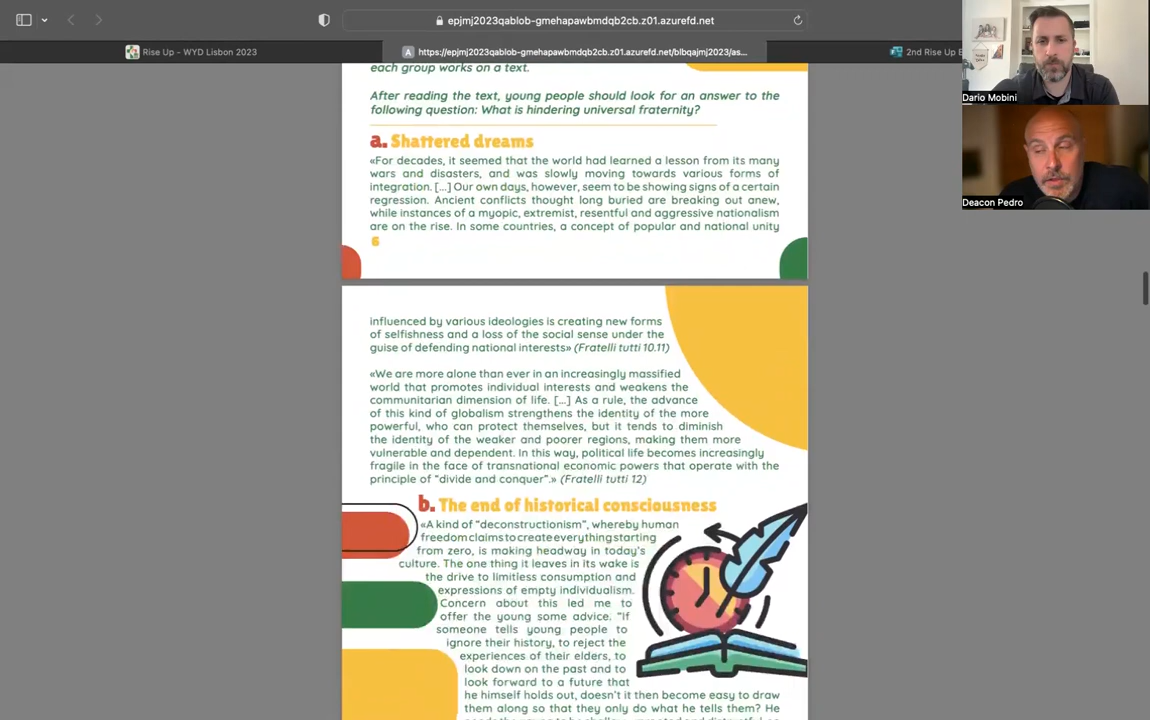 epjmj2023qablob-gmehapawbmdqb2cb.z01.azurefd.net
Rise Up - WYD Lisbon 2023
A https://epjmj2023qablob-gmehapawbmdqb2cb.z01.azurefd.net/blbqajmj2023/as...
2nd Rise Up E
Dario Mobini
Deacon Pedro
each group works on a text.
After reading the text, young people should look for an answer to the
following question: What is hindering universal fraternity?
a. Shattered dreams
«For decades, it seemed that the world had learned a lesson from its many
wars and disasters, and was slowly moving towards various forms of
integration. [...] Our own days, however, seem to be showing signs of a certain
regression. Ancient conflicts thought long buried are breaking out anew,
while instances of a myopic, extremist, resentful and aggressive nationalism
are on the rise. In some countries, a concept of popular and national unity
6
influenced by various ideologies is creating new forms
of selfishness and a loss of the social sense under the
guise of defending national interests» (Fratelli tutti 10.11)
«We are more alone than ever in an increasingly massified
world that promotes individual interests and weakens the
communitarian dimension of life. [...] As a rule, the advance
of this kind of globalism strengthens the identity of the more
powerful, who can protect themselves, but it tends to diminish
the identity of the weaker and poorer regions, making them more
vulnerable and dependent. In this way, political life becomes increasingly
fragile in the face of transnational economic powers that operate with the
principle of “divide and conquer”.» (Fratelli tutti 12)
b. The end of historical consciousness
«A kind of “deconstructionism”, whereby human
freedom claims to create everything starting
from zero, is making headway in today’s
culture. The one thing it leaves in its wake is
the drive to limitless consumption and
expressions of empty individualism.
Concern about this led me to
offer the young some advice. “If
someone tells young people to
ignore their history, to reject the
experiences of their elders, to
look down on the past and to
look forward to a future that
he himself holds out, doesn’t it then become easy to draw
them along so that they only do what he tells them? He